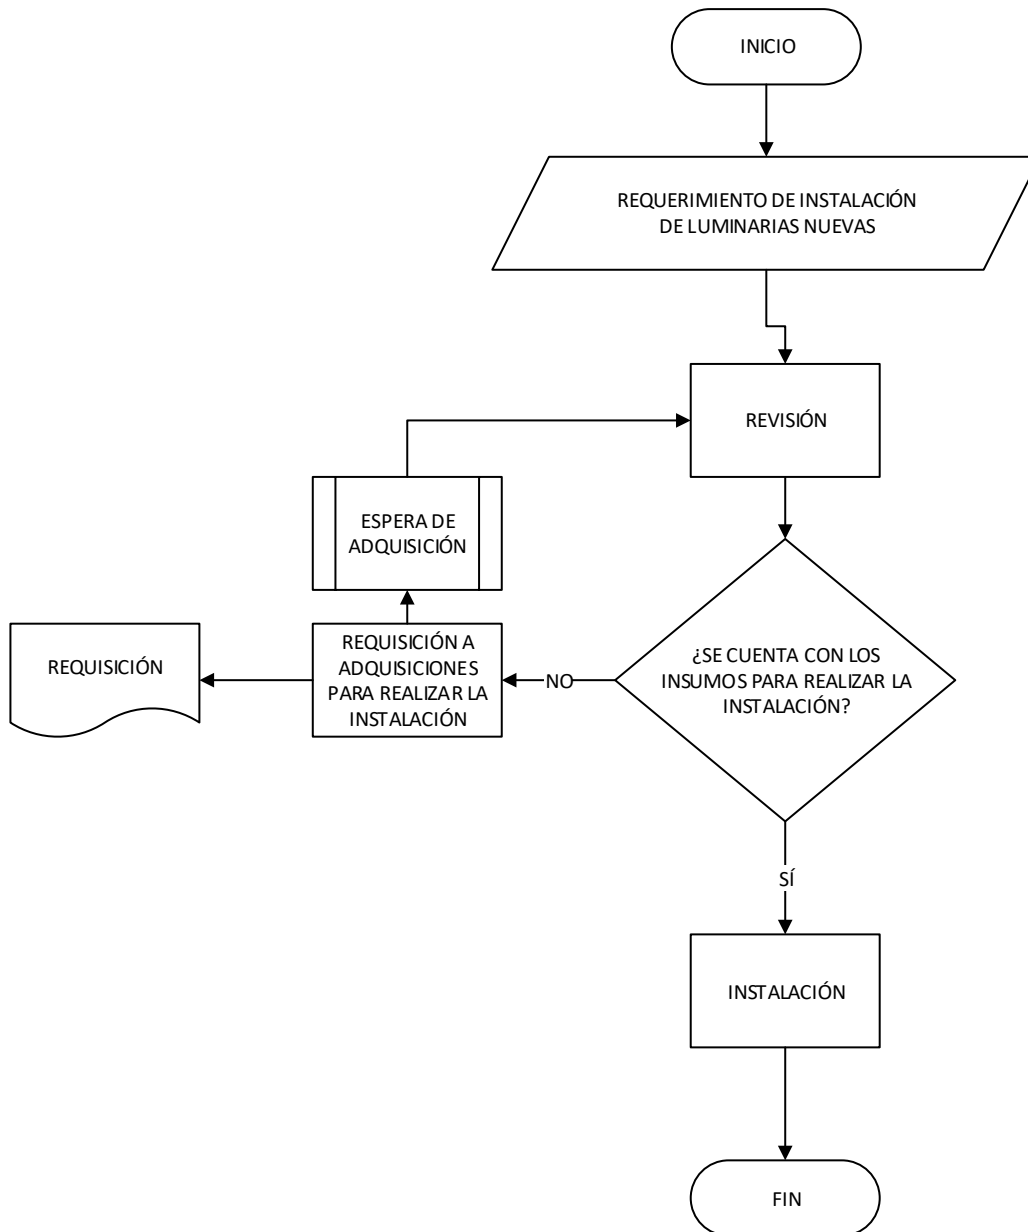 INICIO
REQUERIMIENTO DE INSTALACIÓN
DE LUMINARIAS NUEVAS
REVISIÓN
ESPERA DE
ADQUISICIÓN
REQUISICIÓN
REQUISICIÓN A
ADQUISICIONES
PARA REALIZAR LA
INSTALACIÓN
NO
¿SE CUENTA CON LOS
INSUMOS PARA REALIZAR LA
INSTALACIÓN?
SÍ
INSTALACIÓN
FIN